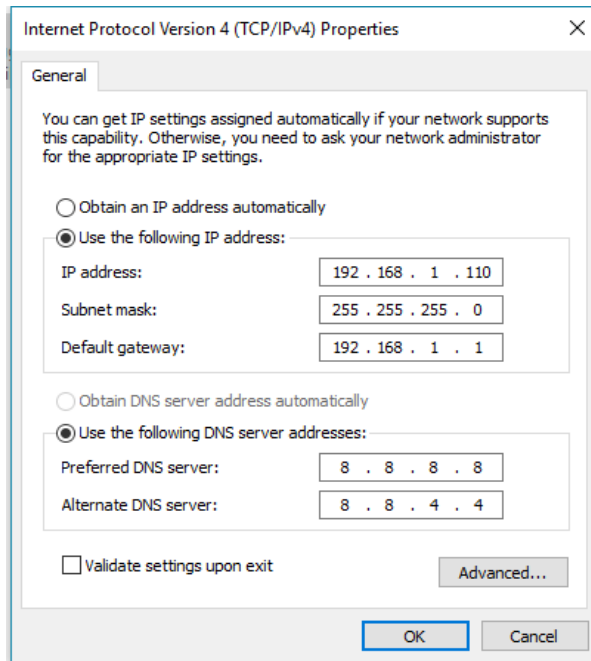 Internet Protocol Version 4 (TCP/IPv4) Properties
General
You can get IP settings assigned automatically if your network supports
this capability. Otherwise, you need to ask your network administrator
for the appropriate IP settings.
Obtain an IP address automatically
Use the following IP address:
IP address: 192 . 168 . 1 . 110
Subnet mask: 255 . 255 . 255 . 0
Default gateway: 192 . 168 . 1 . 1
Obtain DNS server address automatically
Use the following DNS server addresses:
Preferred DNS server: 8 . 8 . 8 . 8
Alternate DNS server: 8 . 8 . 4 . 4
Validate settings upon exit
Advanced...
OK Cancel